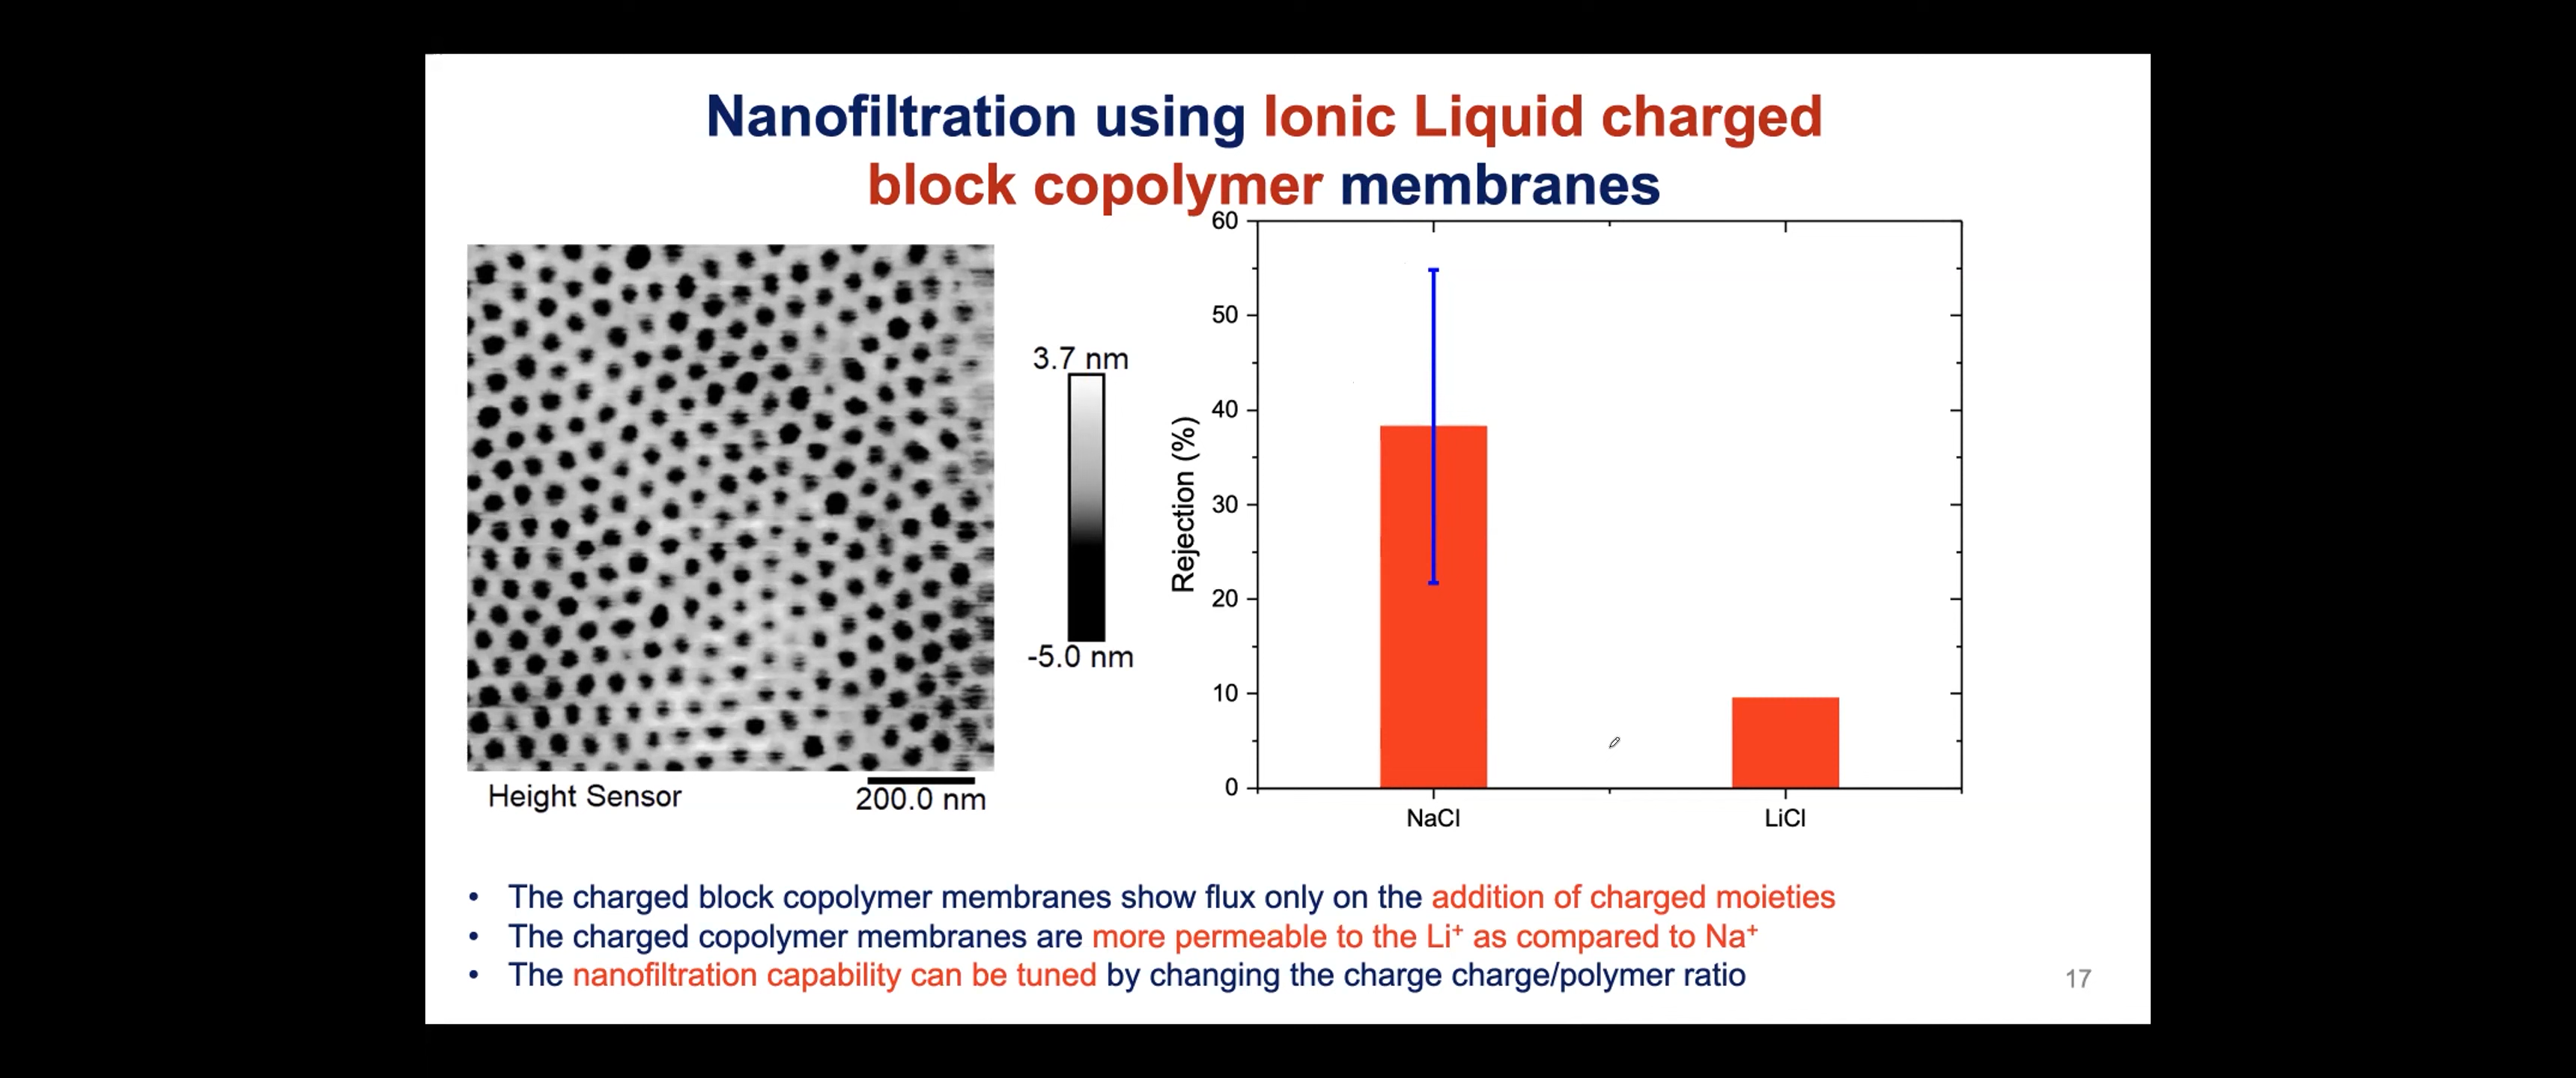 Nanofiltration using Ionic Liquid charged
block copolymer membranes
3.7 nm
-5.0 nm
Height Sensor
200.0 nm
Rejection (%)
60
50
40
30
20
10
0
NaCl
LiCl
• The charged block copolymer membranes show flux only on the addition of charged moieties
• The charged copolymer membranes are more permeable to the Li⁺ as compared to Na⁺
• The nanofiltration capability can be tuned by changing the charge charge/polymer ratio
17